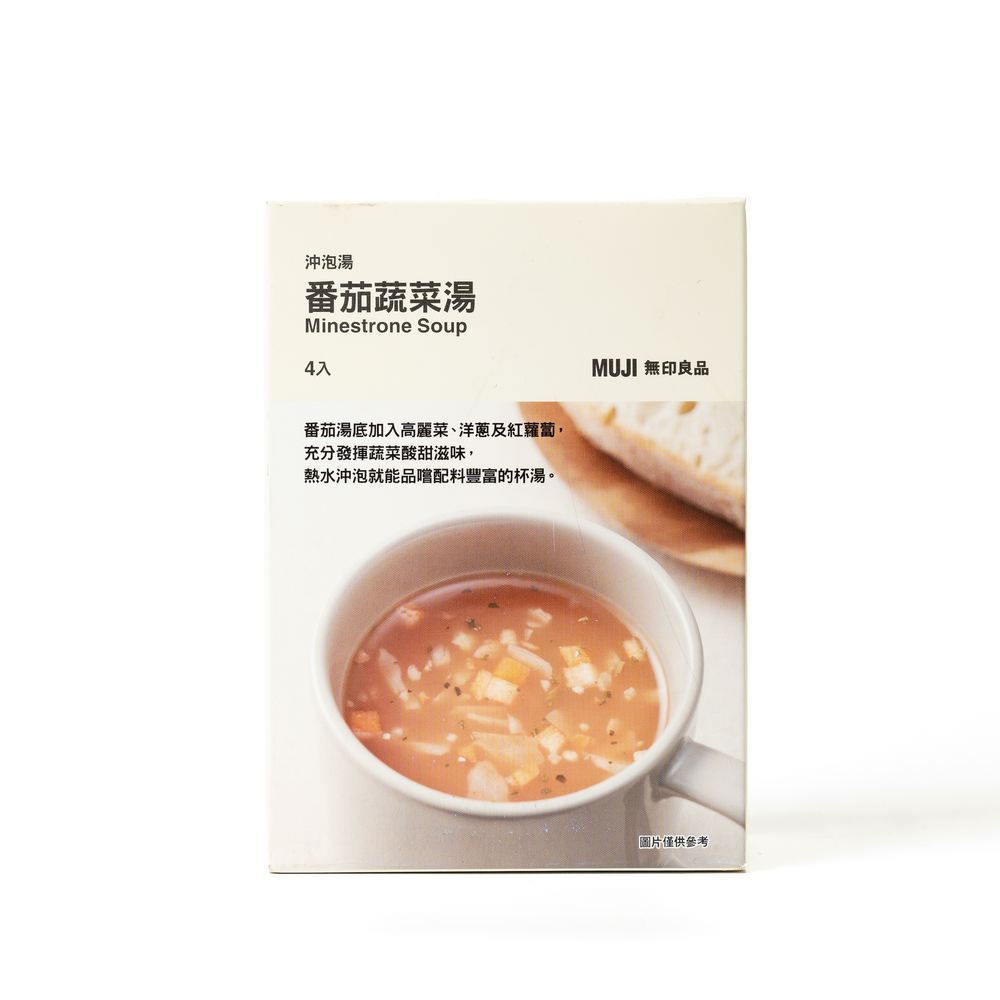 沖泡湯
番茄蔬菜湯
Minestrone Soup
4入
MUJI 無印良品
番茄湯底加入高麗菜、洋蔥及紅蘿蔔，
充分發揮蔬菜酸甜滋味，
熱水沖泡就能品嚐配料豐富的杯湯。
圖片僅供參考